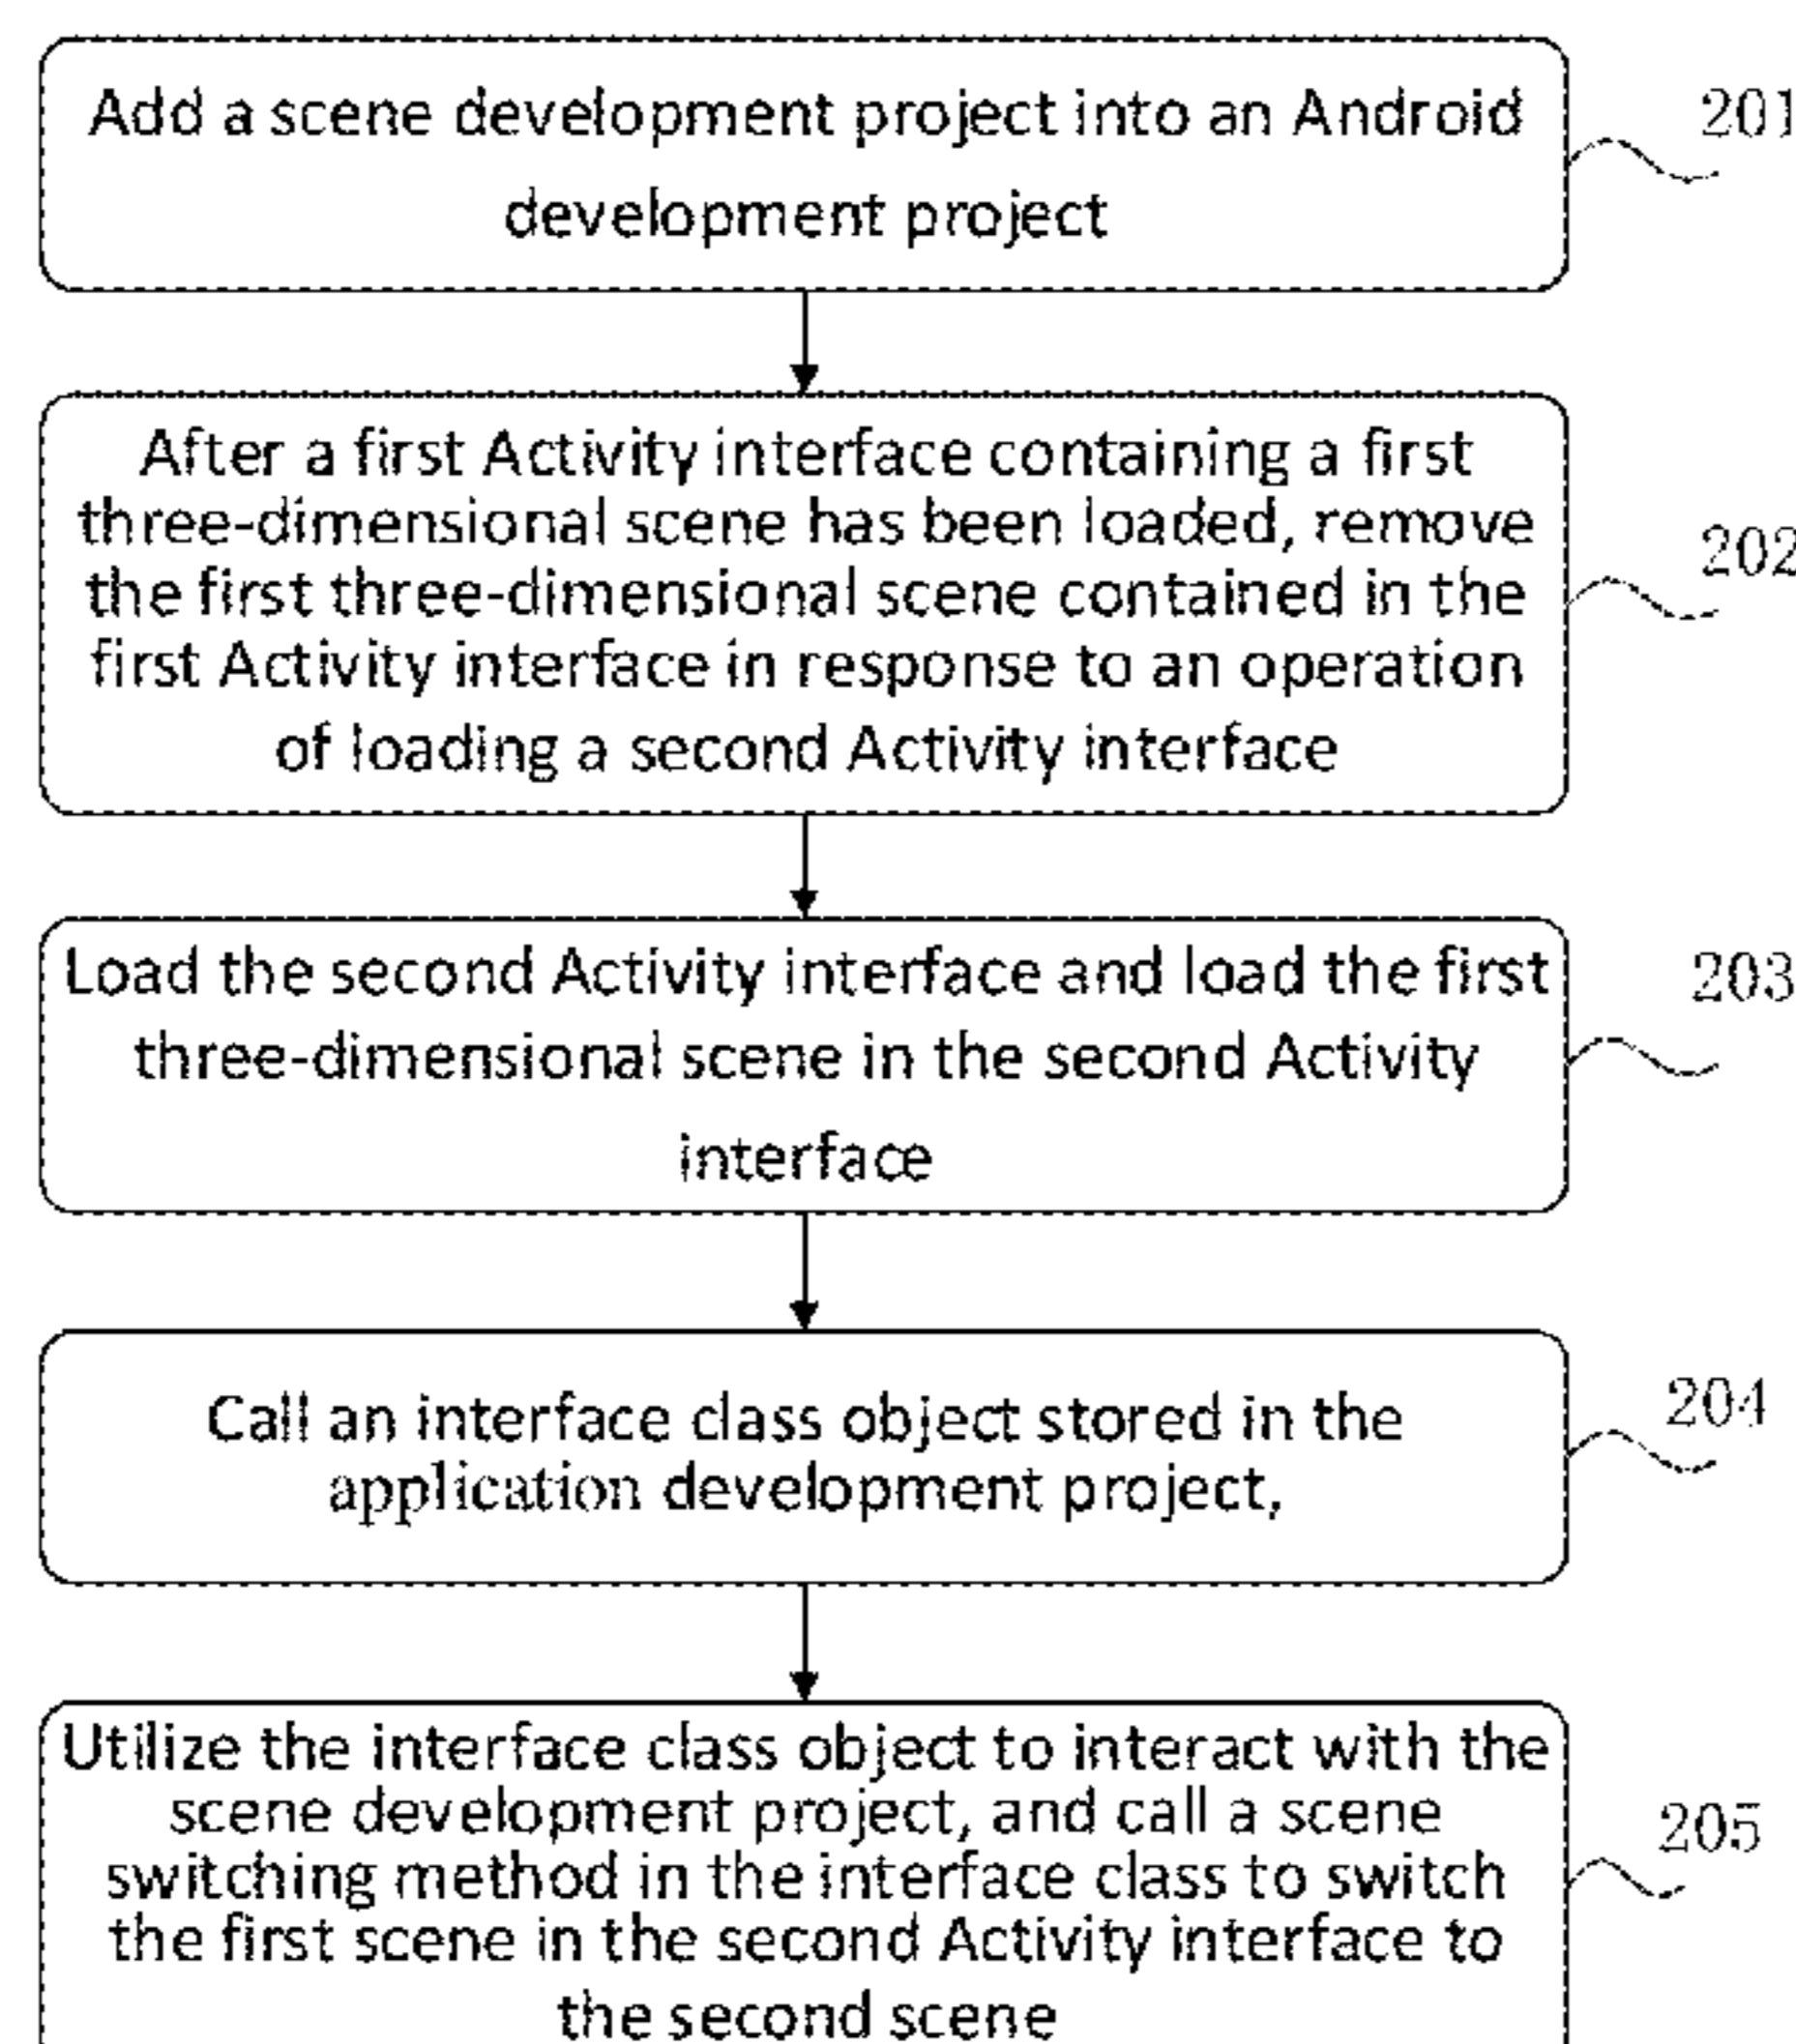 Add a scene development project into an Android
development project
201
After a first Activity interface containing a first
three-dimensional scene has been loaded, remove
the first three-dimensional scene contained in the
first Activity interface in response to an operation
of loading a second Activity interface
202
Load the second Activity interface and load the first
three-dimensional scene in the second Activity
interface
203
Call an interface class object stored in the
application development project,
204
Utilize the interface class object to interact with the
scene development project, and call a scene
switching method in the interface class to switch
the first scene in the second Activity interface to
the second scene
205